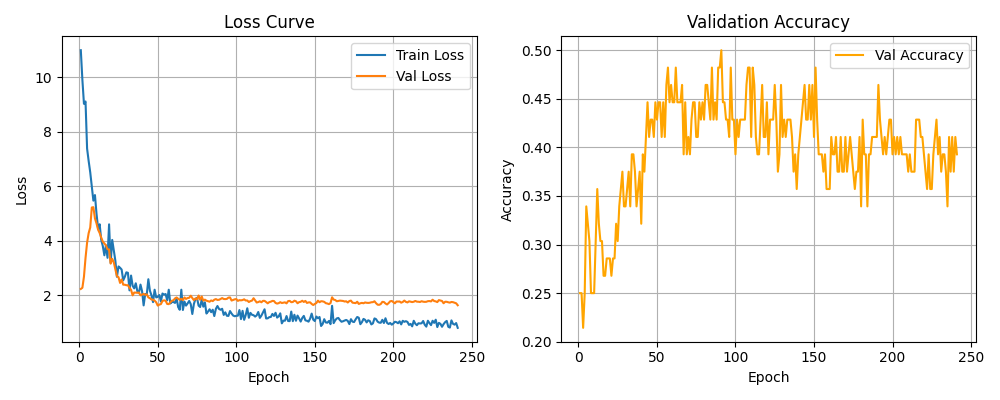 Loss Curve
Train Loss
Val Loss
10
8
6
4
2
0
50
100
150
200
250
Loss
Epoch
Validation Accuracy
Val Accuracy
0.50
0.45
0.40
0.35
0.30
0.25
0.20
0
50
100
150
200
250
Accuracy
Epoch